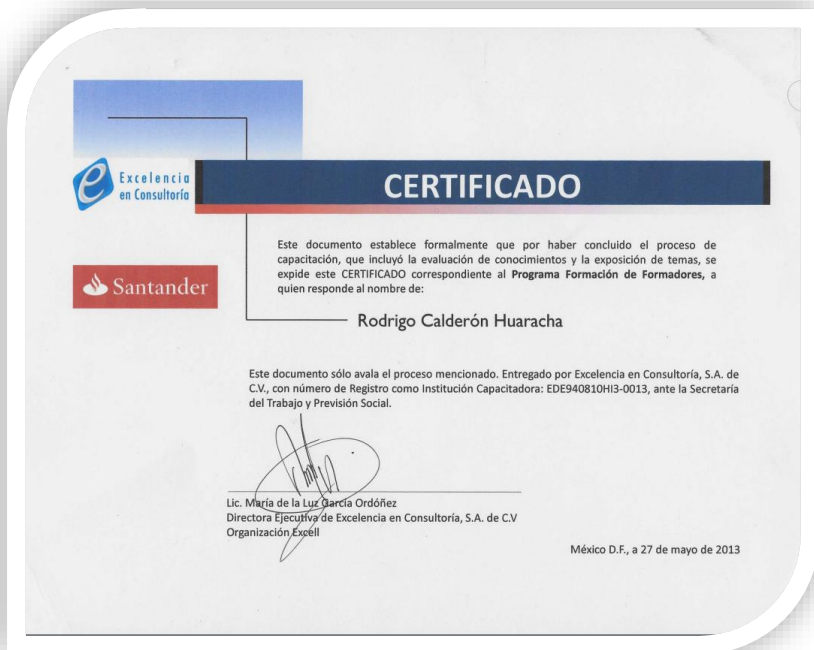 Excelencia
en Consultoría
CERTIFICADO
Este documento establece formalmente que por haber concluido el proceso de
capacitación, que incluyó la evaluación de conocimientos y la exposición de temas, se
expide este CERTIFICADO correspondiente al Programa Formación de Formadores, a
quien responde al nombre de:
Santander
Rodrigo Calderón Huaracha
Este documento sólo avala el proceso mencionado. Entregado por Excelencia en Consultoría, S.A. de
C.V., con número de Registro como Institución Capacitadora: EDE940810HI3-0013, ante la Secretaría
del Trabajo y Previsión Social.
Lic. María de la Luz García Ordóñez
Directora Ejecutiva de Excelencia en Consultoría, S.A. de C.V
Organización Excell
México D.F., a 27 de mayo de 2013